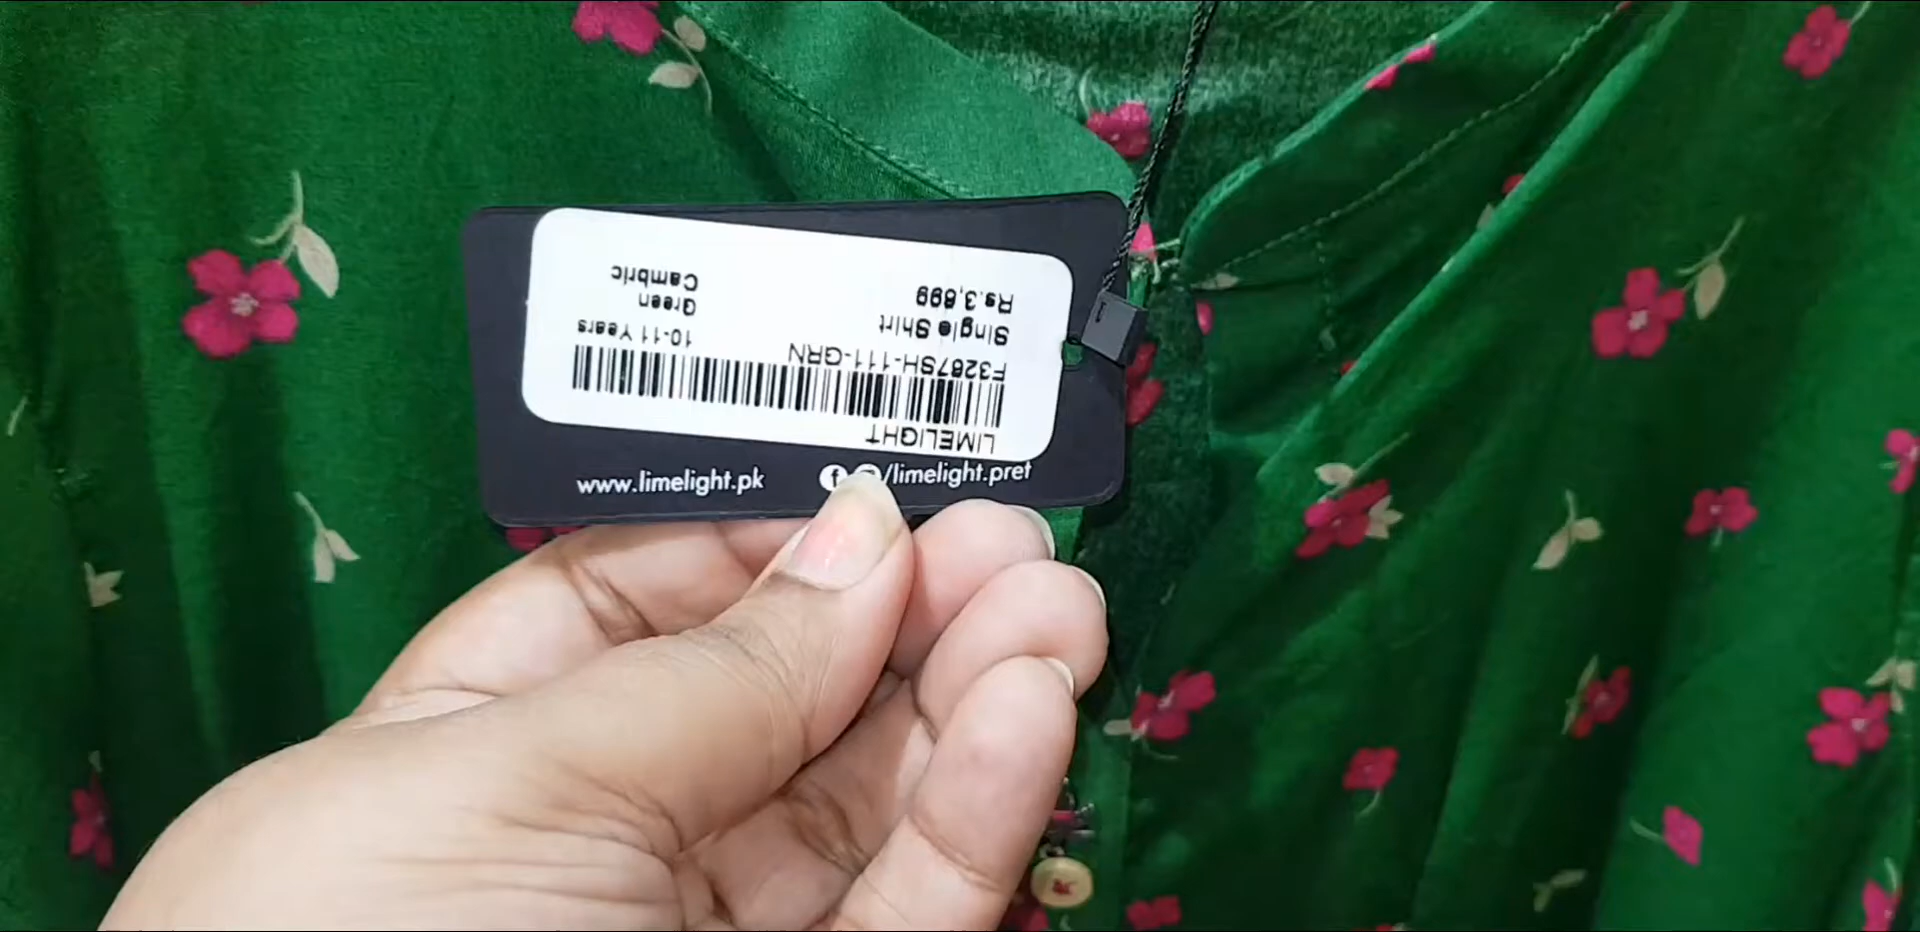 LIMELIGHT
F3267SH-111-GRN
Single Shirt
10-11 Years
Rs.3,699
Green
Cambric
www.limelight.pk
/limelight.pret